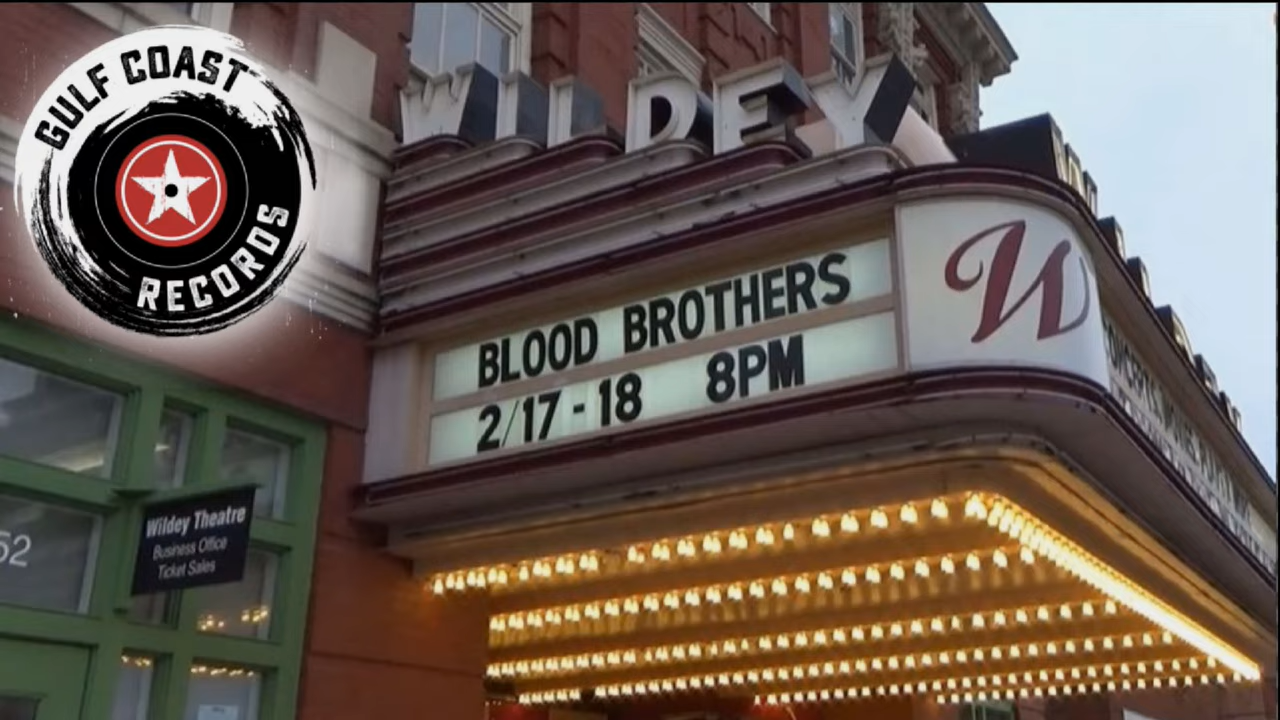 GULF COAST
RECORDS
WILDEY
BLOOD BROTHERS
2/17-18 8PM
W
Wildey Theatre
Business Office
Ticket Sales
52